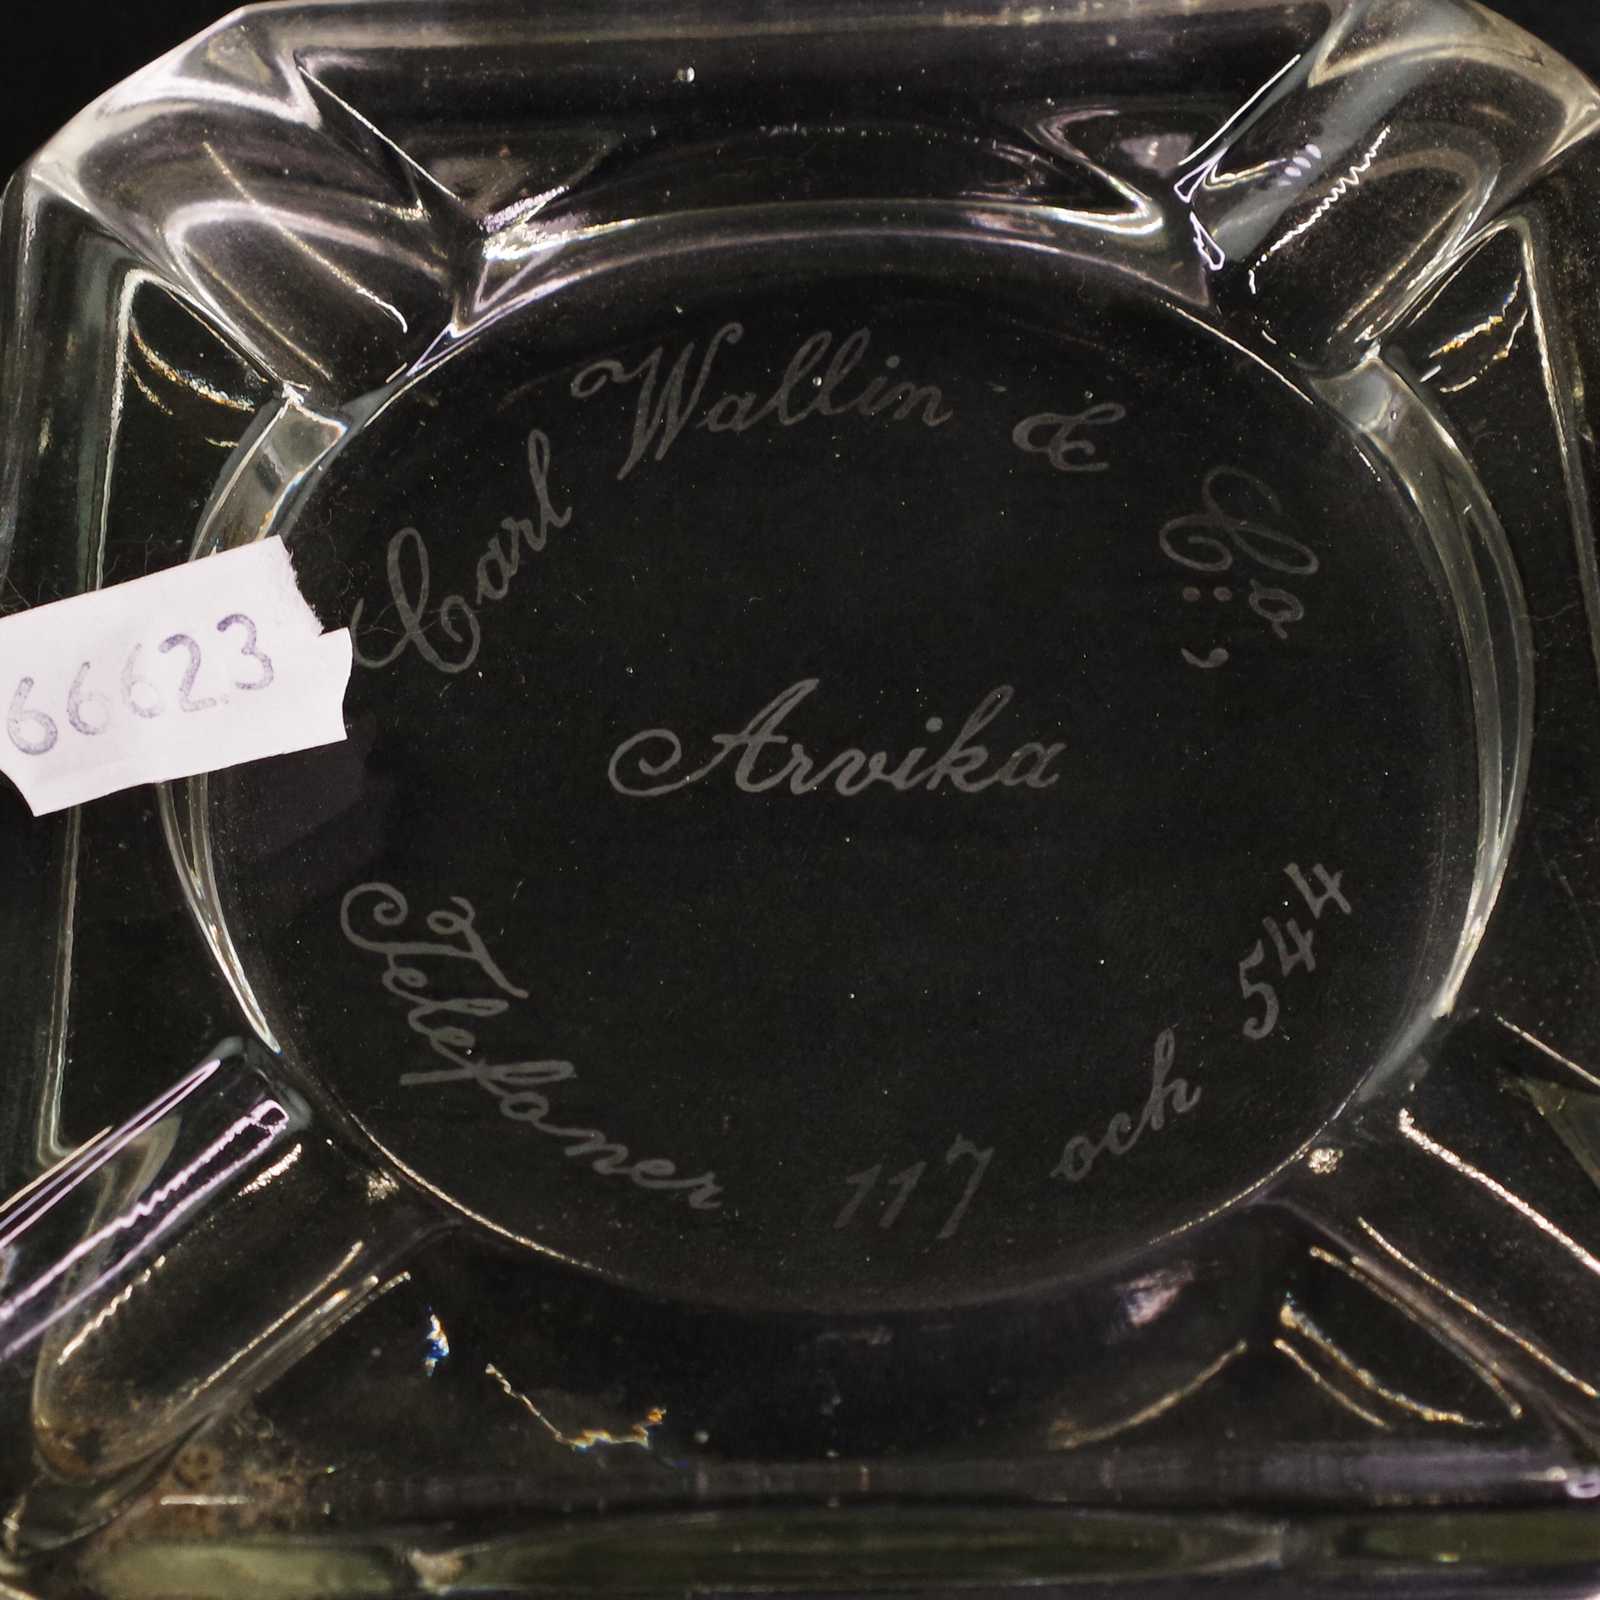 Carl Wallin & Co:s
Arvika
Telefoner 117 och 544
66623